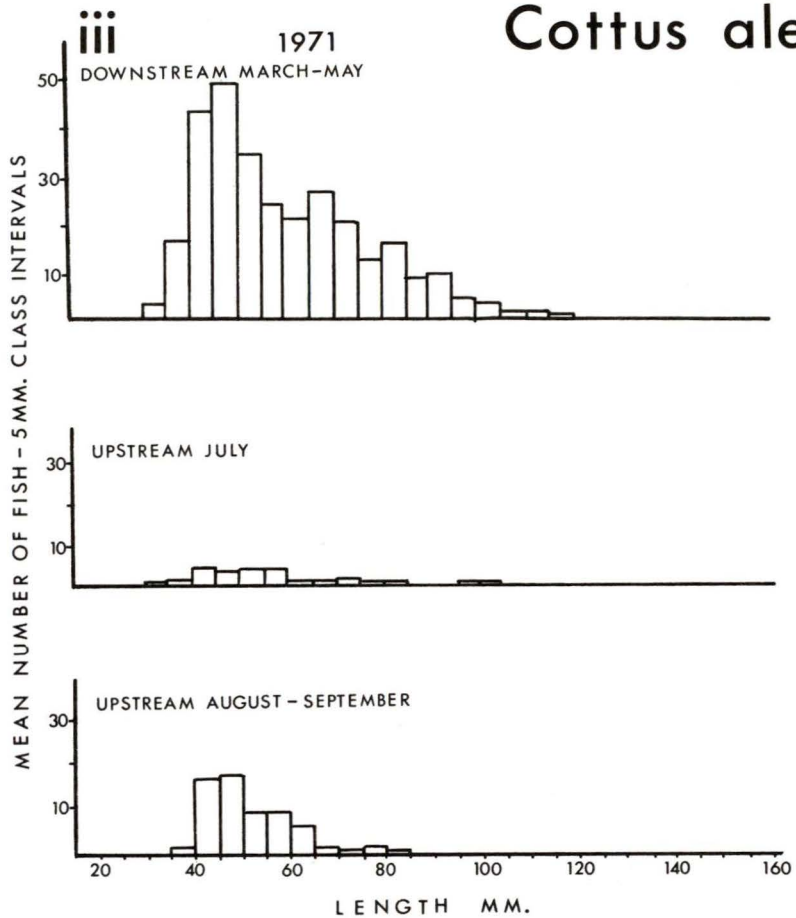 iii
1971
Cottus ale
DOWNSTREAM MARCH–MAY
50
30
10
UPSTREAM JULY
30
10
UPSTREAM AUGUST – SEPTEMBER
30
10
20 40 60 80 100 120 140 160
LENGTH MM.
MEAN NUMBER OF FISH – 5MM. CLASS INTERVALS